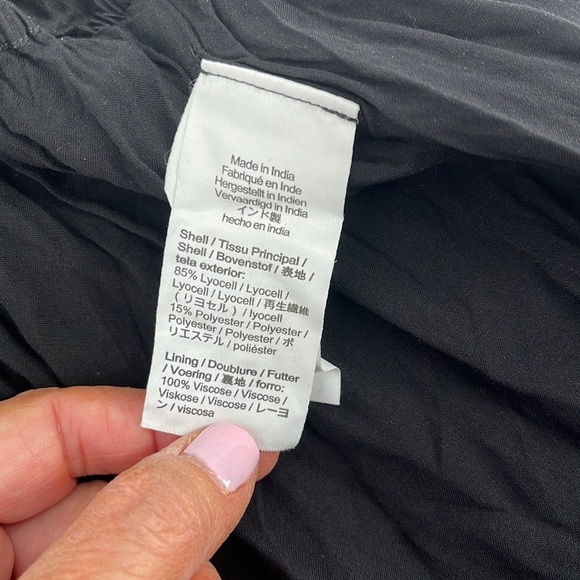 Made in India
Fabriqué en Inde
Hergestellt in Indien
Vervaardigd in India
インド製
hecho en india
Shell / Tissu Principal /
Shell / Bovenstof / 表地 /
tela exterior:
85% Lyocell / Lyocell /
Lyocell / Lyocell / 再生繊維
(リヨセル) / lyocell
15% Polyester / Polyester /
Polyester / Polyester / ポ
リエステル / poliéster
Lining / Doublure / Futter
/ Voering / 裏地 / forro:
100% Viscose / Viscose /
Viskose / Viscose / レーヨ
ン / viscosa